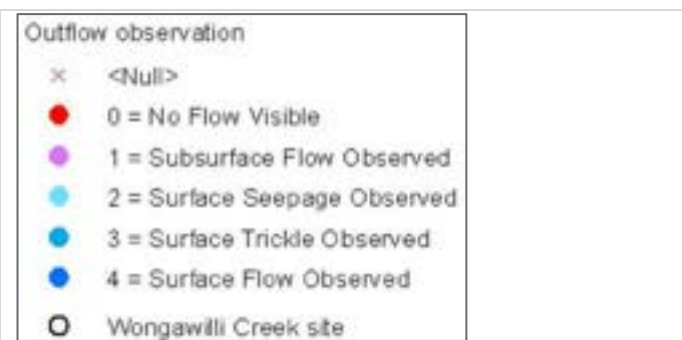 Outflow observation
<Null>
0 = No Flow Visible
1 = Subsurface Flow Observed
2 = Surface Seepage Observed
3 = Surface Trickle Observed
4 = Surface Flow Observed
Wongawilli Creek site